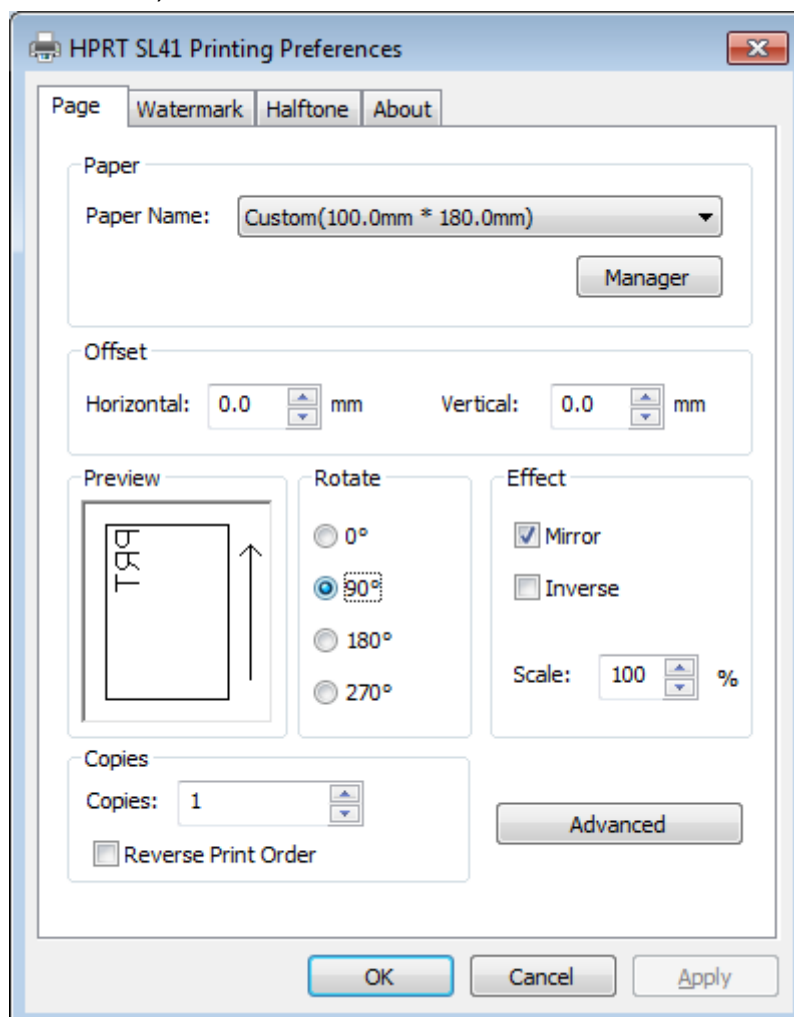 HPRT SL41 Printing Preferences
Page Watermark Halftone About
Paper
Paper Name: Custom(100.0mm * 180.0mm)
Manager
Offset
Horizontal: 0.0 mm Vertical: 0.0 mm
Preview Rotate Effect
PRT
0° Mirror
90° Inverse
180°
270° Scale: 100 %
Copies
Copies: 1
Advanced
Reverse Print Order
OK Cancel Apply